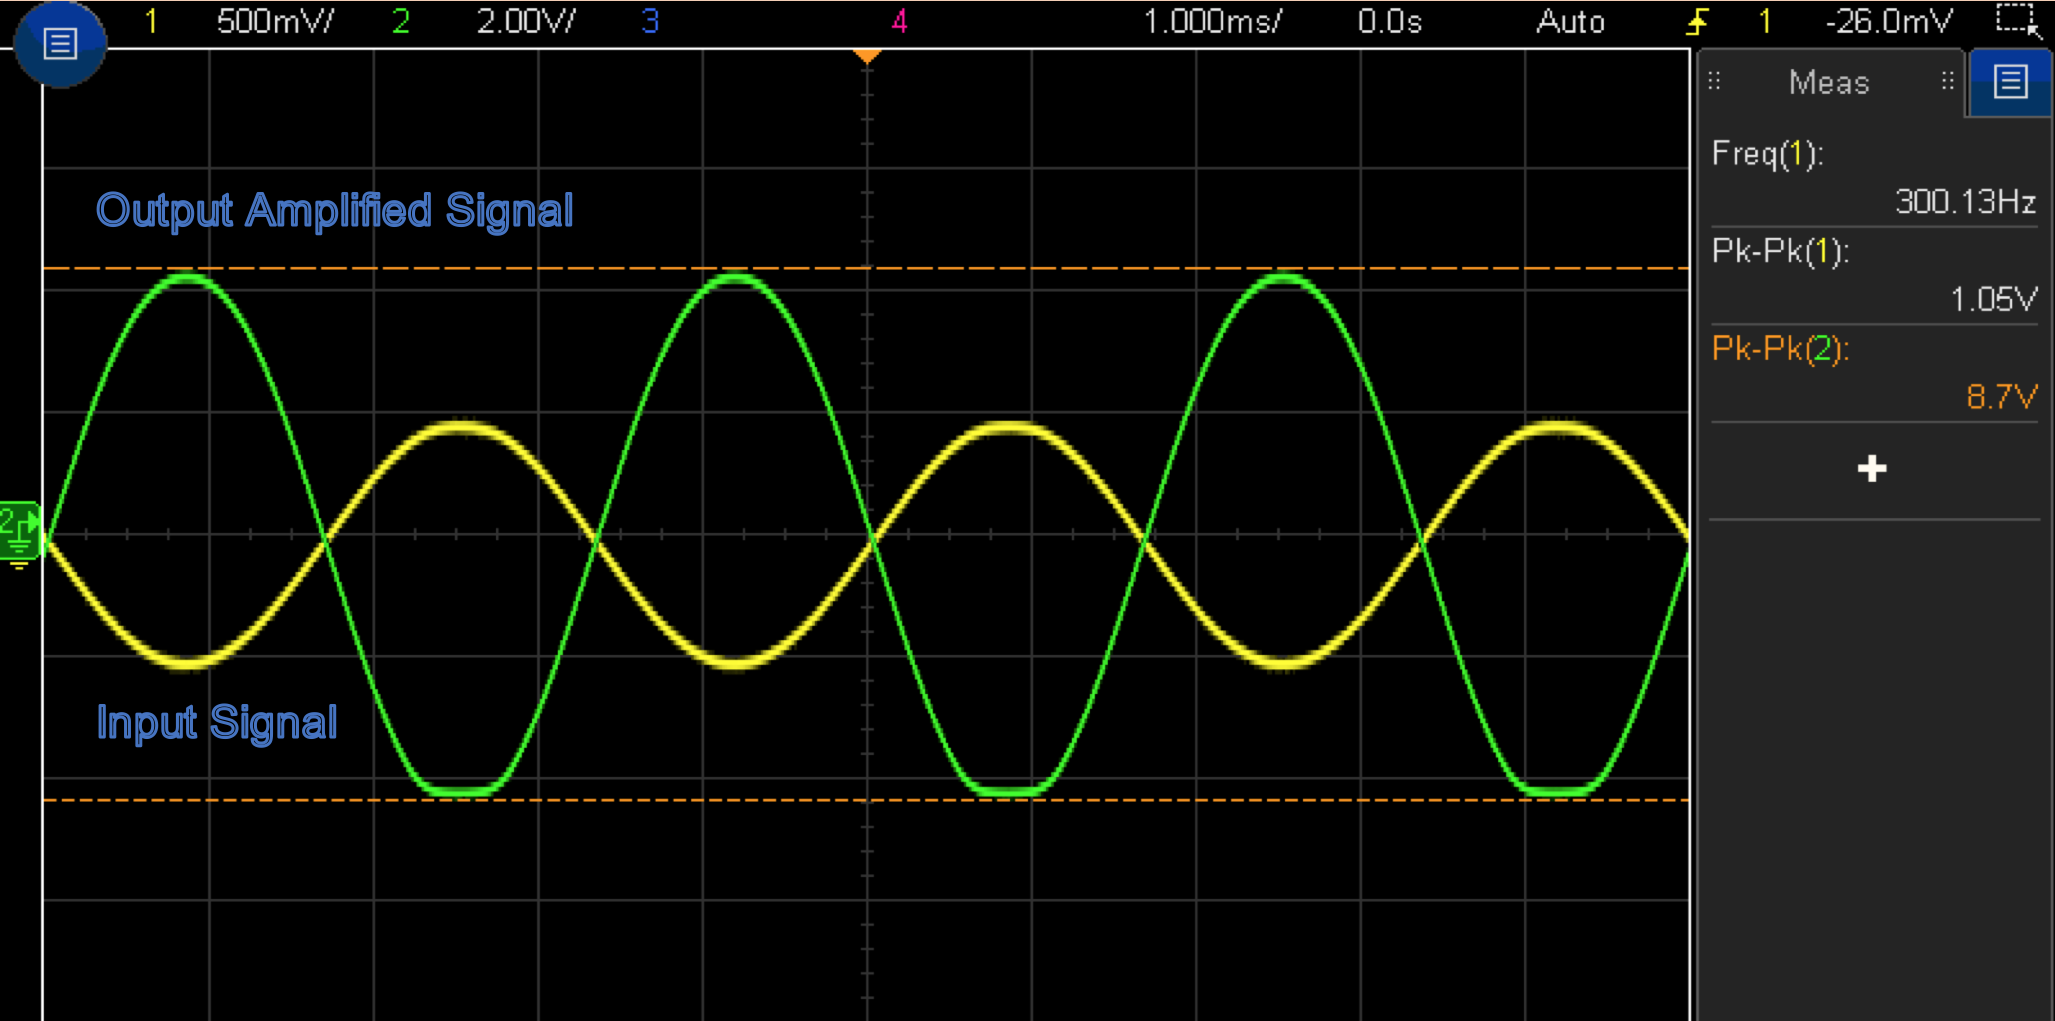 1 500mV/ 2 2.00V/ 3 4 1.000ms/ 0.0s Auto 1 -26.0mV
Meas
Freq(1):
300.13Hz
Pk-Pk(1):
1.05V
Pk-Pk(2):
8.7V
+
Output Amplified Signal
2
Input Signal